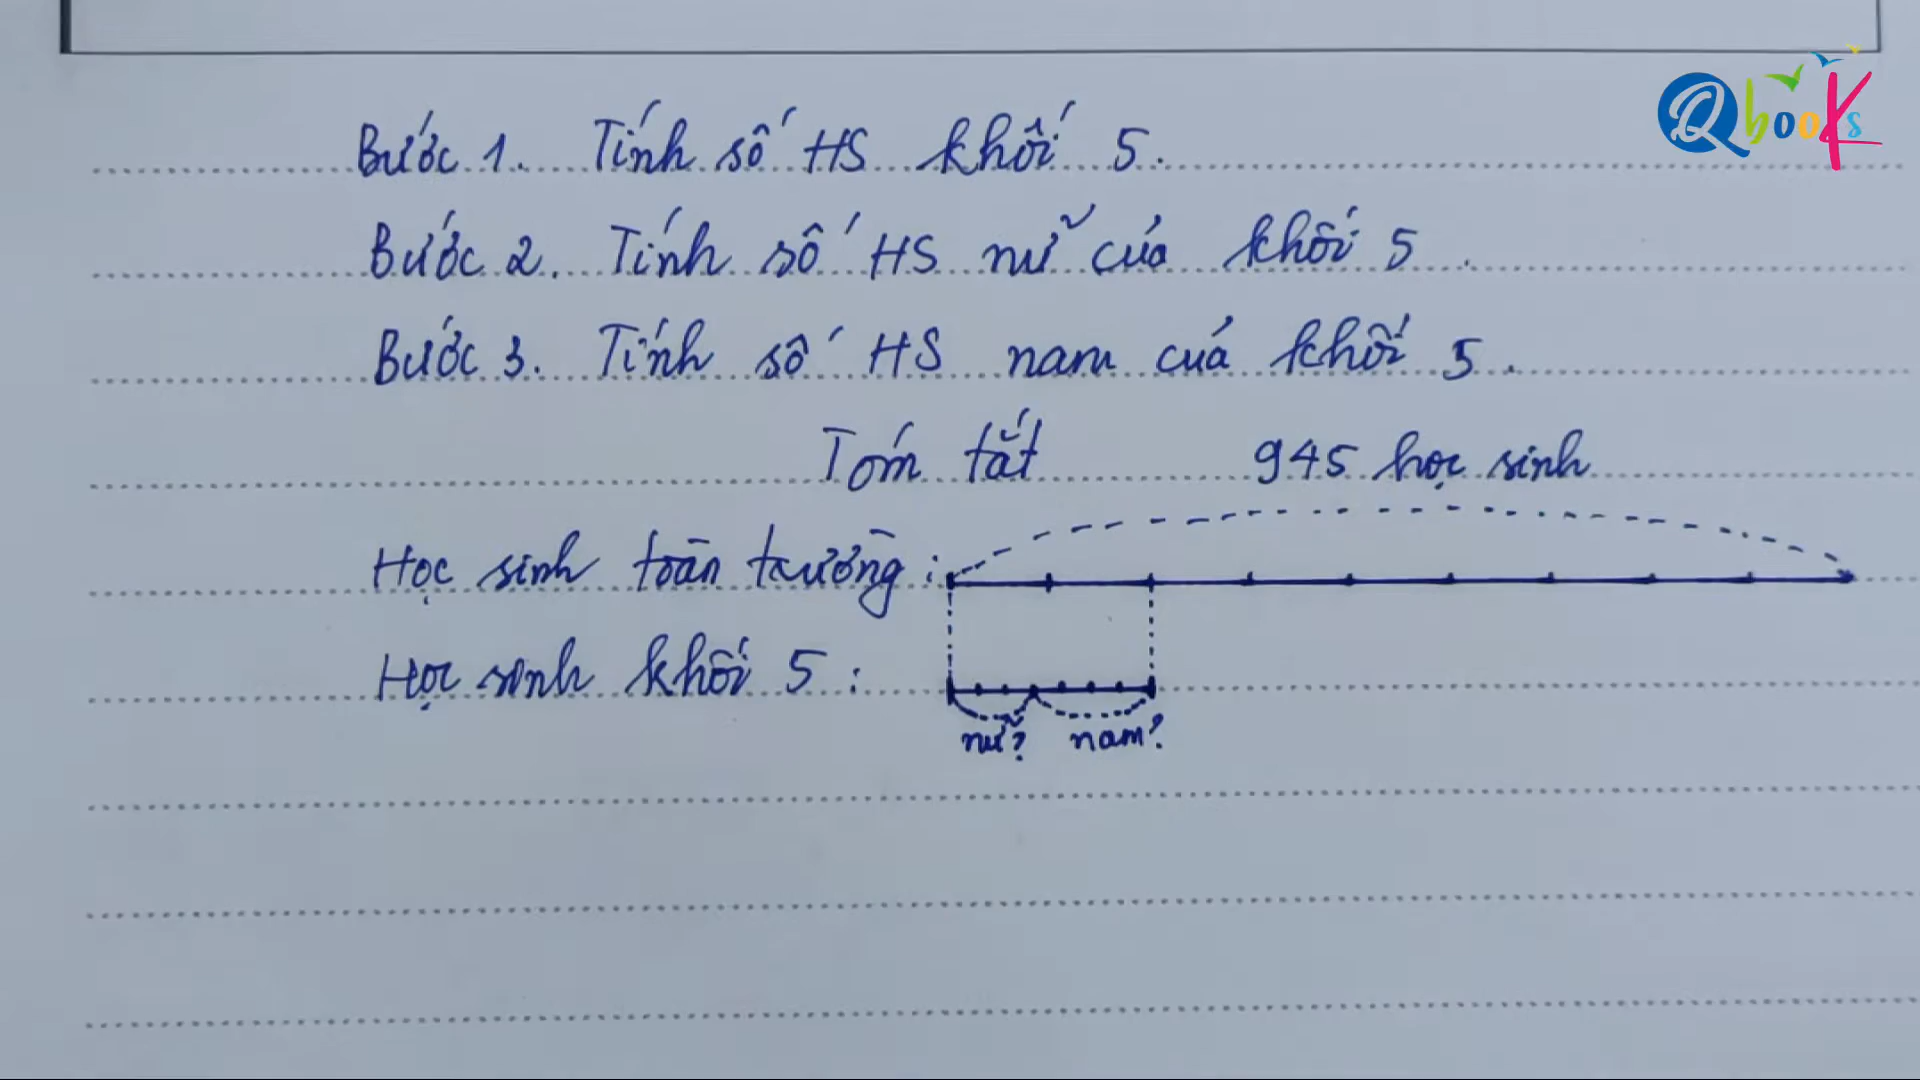 Qbooks
Bước 1. Tính số HS khối 5.
Bước 2. Tính số HS nữ của khối 5.
Bước 3. Tính số HS nam của khối 5.
Tóm tắt 945 học sinh
Học sinh toàn trường :
Học sinh khối 5 :
nữ? nam?